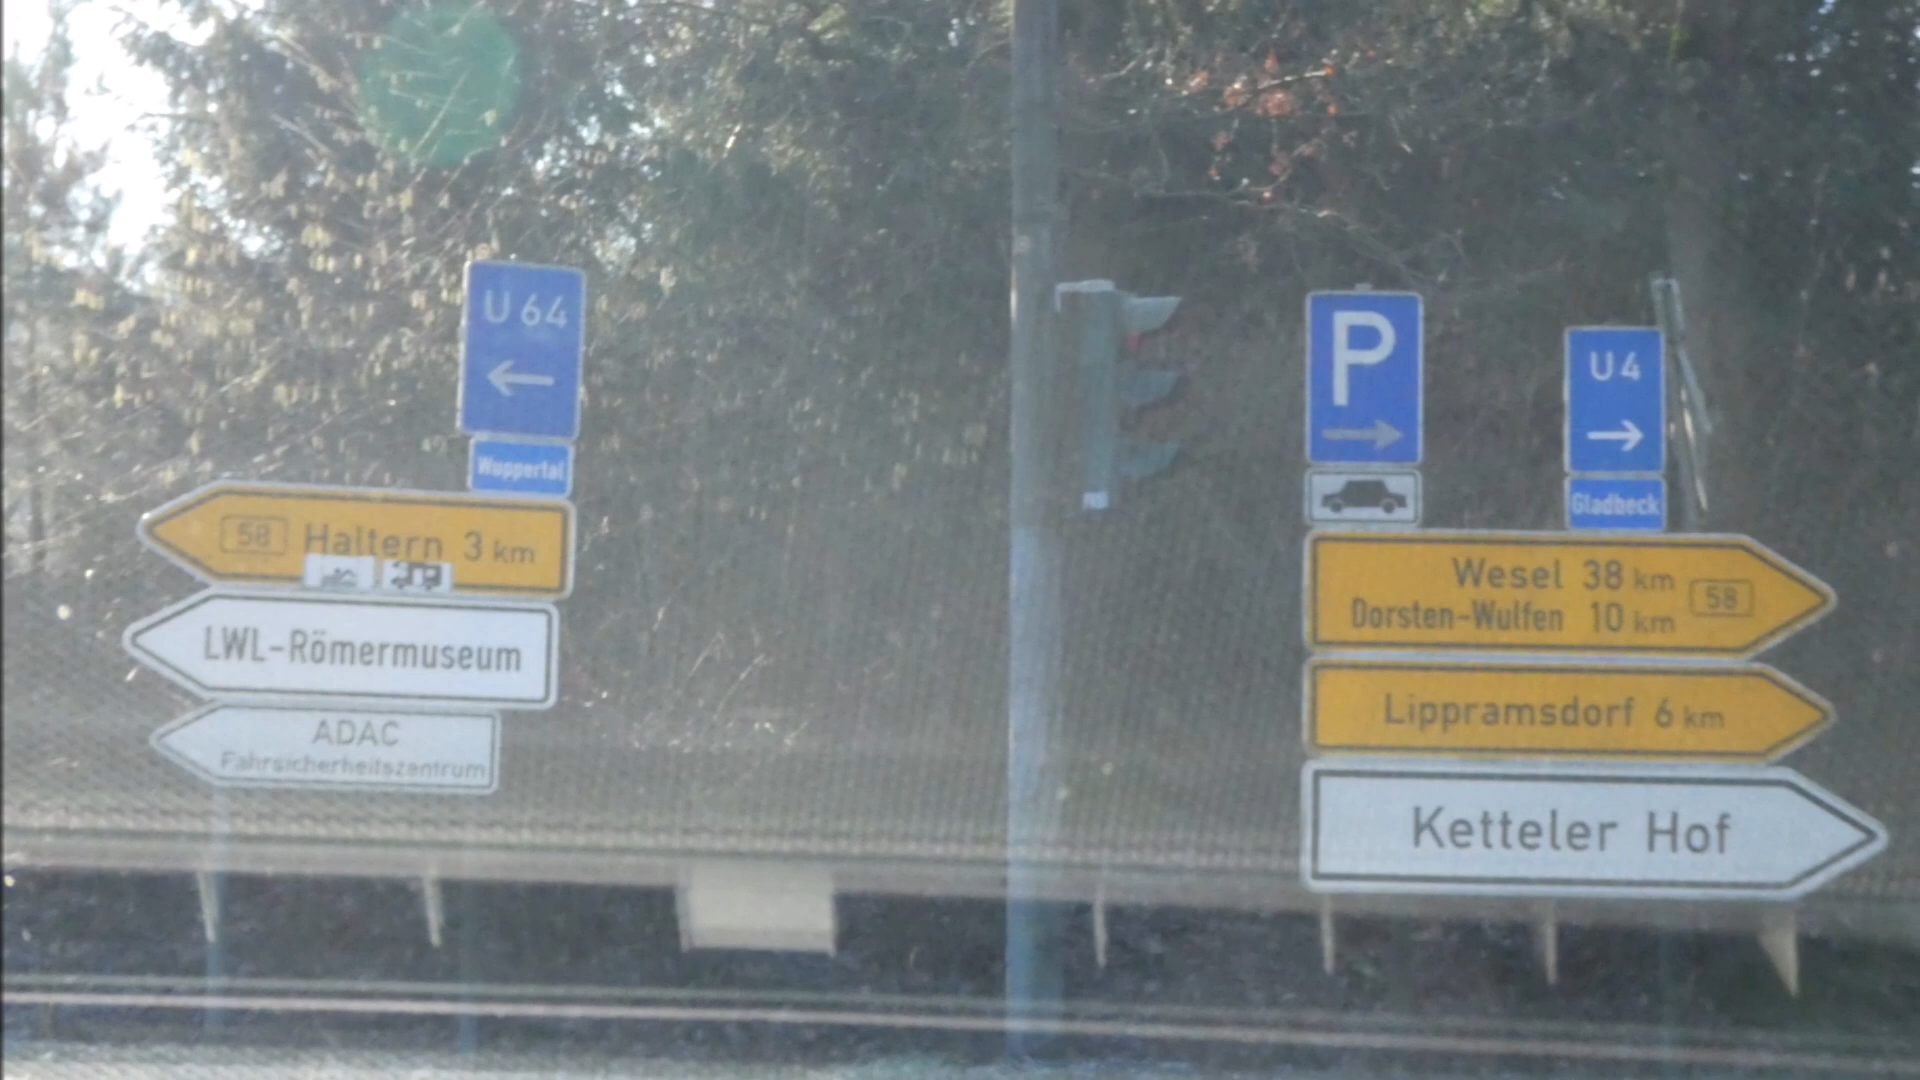 U 64
Wuppertal
58 Haltern 3 km
LWL-Römermuseum
ADAC
Fahrsicherheitszentrum
P
U 4
Gladbeck
Wesel 38 km
Dorsten-Wulfen 10 km
58
Lippramsdorf 6 km
Ketteler Hof